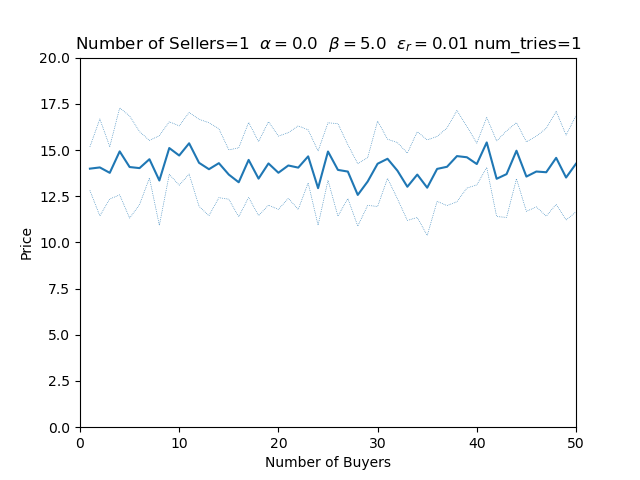 Number of Sellers=1 α = 0.0 β = 5.0 εr = 0.01 num_tries=1
20.0
17.5
15.0
12.5
10.0
7.5
5.0
2.5
0.0
Price
0 10 20 30 40 50
Number of Buyers